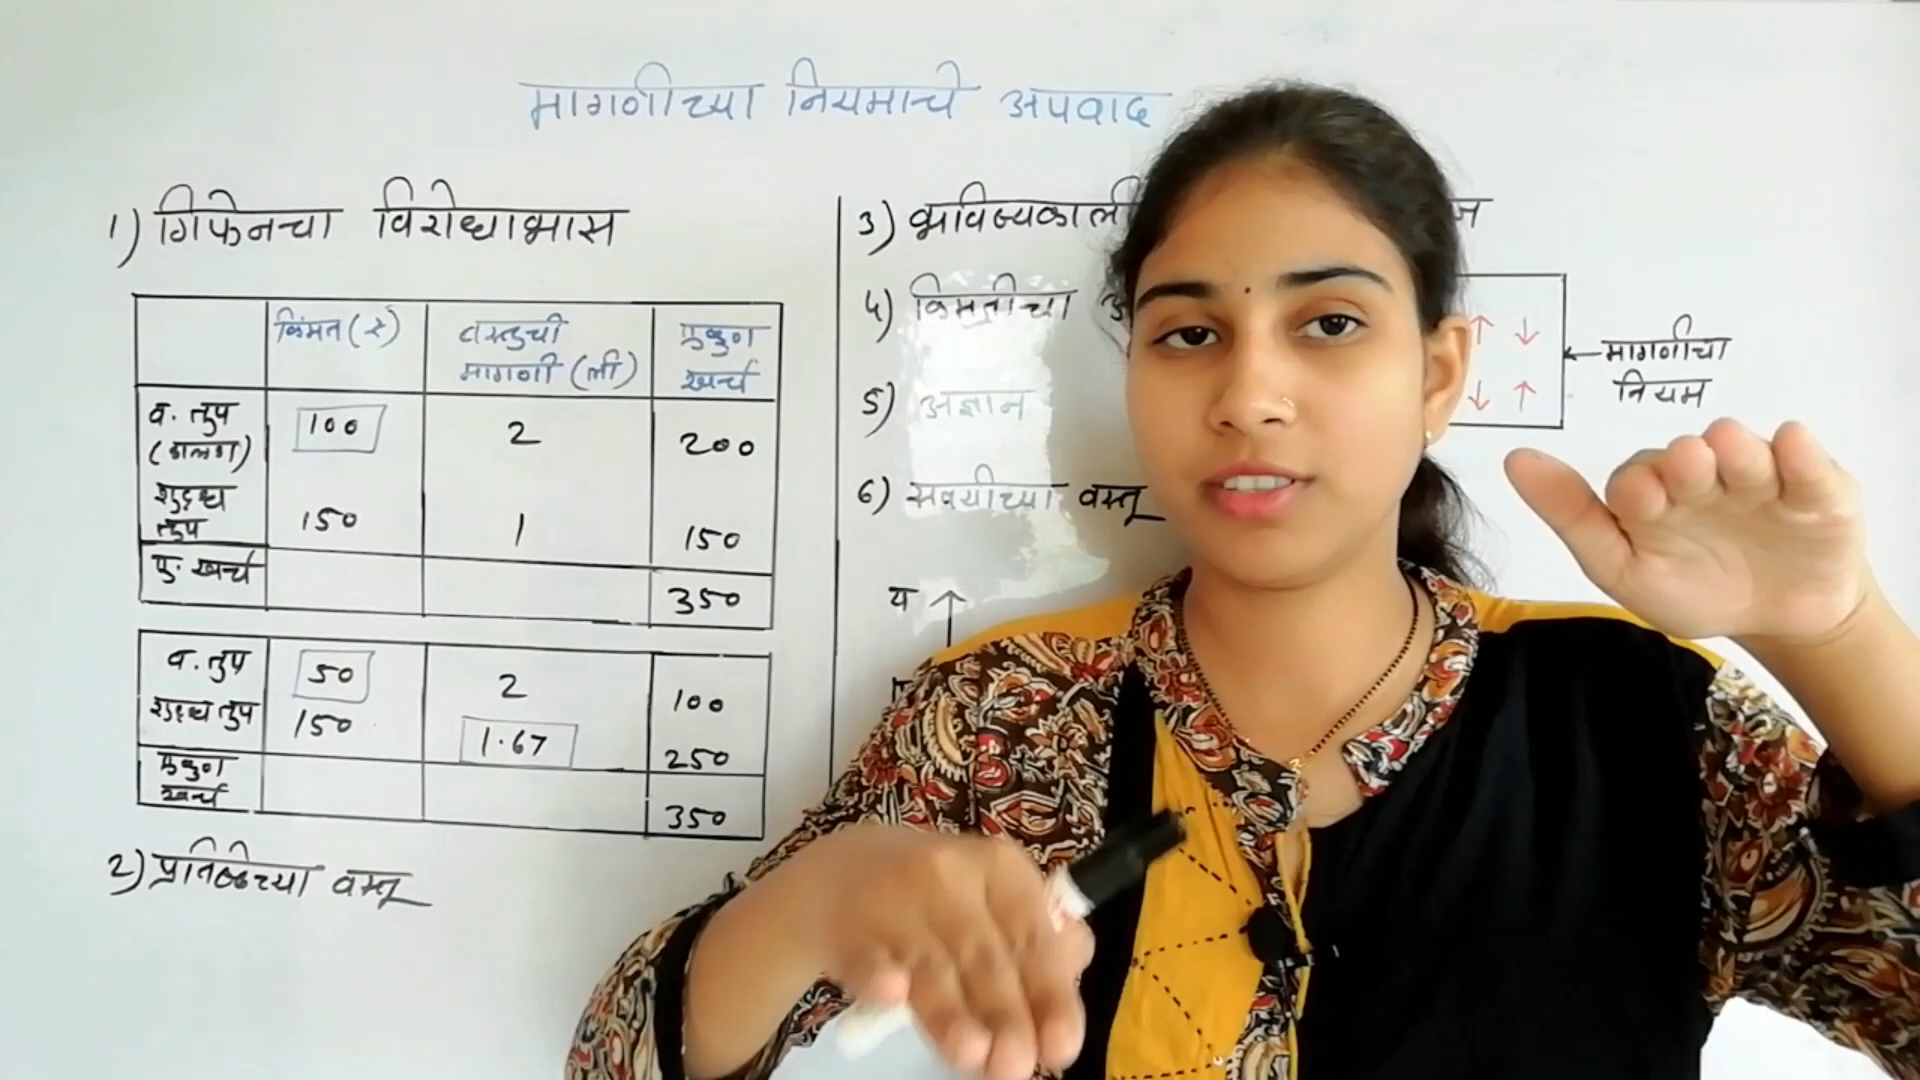 मागणीच्या नियमाचे अपवाद
1) गिफेनचा विरोधाभास
किंमत (₹) वस्तुची मागणी (ली) एकुण खर्च
व. तुप (डालडा) 100 2 200
शुद्ध तुप 150 1 150
ए. खर्च 350
व. तुप 50 2 100
शुद्ध तुप 150 1.67 250
एकुण खर्च 350
2) प्रतिष्ठेच्या वस्तू
3)
4) किमतीचा
5) अज्ञान
6) सवयीच्या वस्तू
य
↑ ↓
↓ ↑
← मागणीचा
नियम